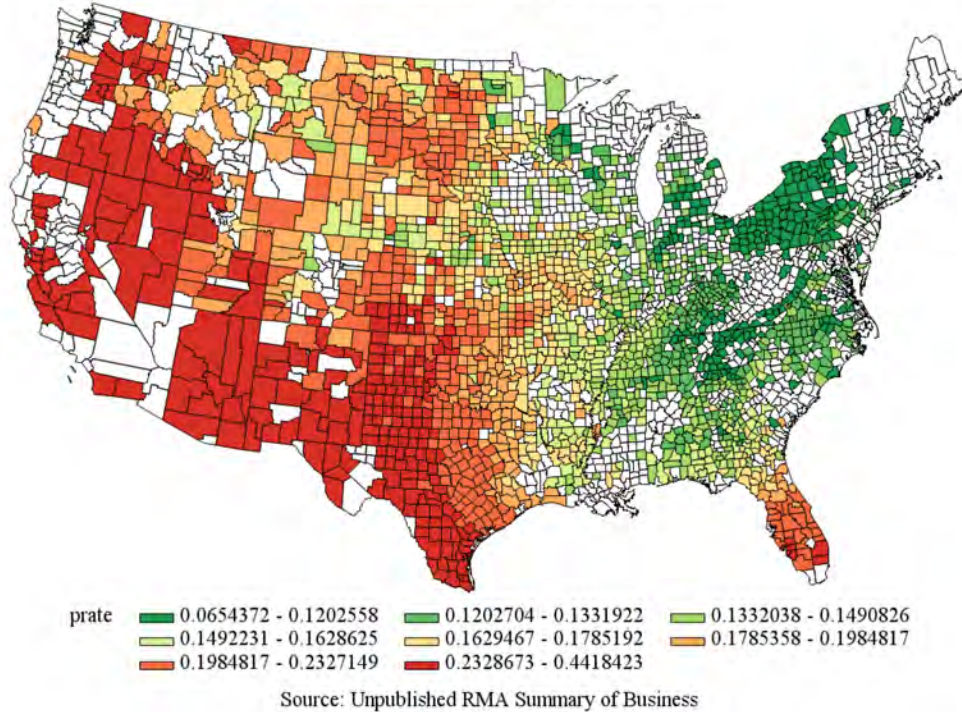 prate 0.0654372 - 0.1202558 0.1202704 - 0.1331922 0.1332038 - 0.1490826
0.1492231 - 0.1628625 0.1629467 - 0.1785192 0.1785358 - 0.1984817
0.1984817 - 0.2327149 0.2328673 - 0.4418423
Source: Unpublished RMA Summary of Business